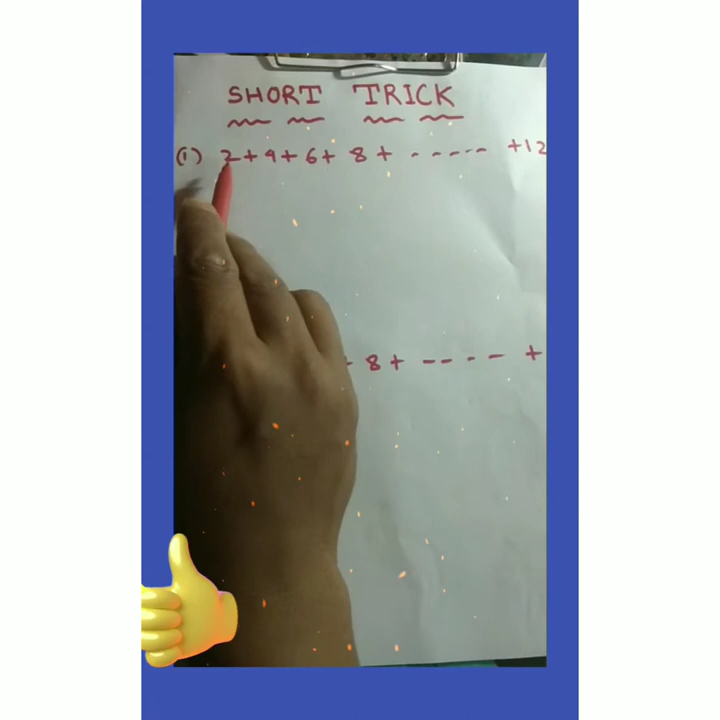 SHORT TRICK
(1) 2+4+6+ 8+ ----- +12
8+ ---- +